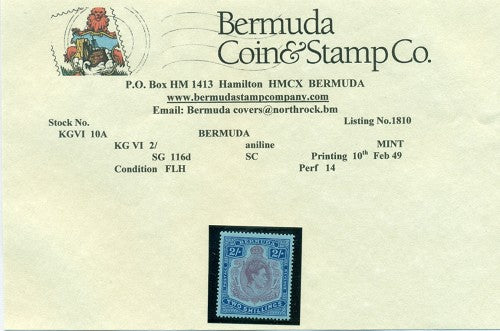 Bermuda
Coin&Stamp Co.
P.O. Box HM 1413 Hamilton HMCX BERMUDA
www.bermudastampcompany.com
Email: Bermuda covers@northrock.bm
Stock No. Listing No.1810
KGVI 10A BERMUDA
KG VI 2/ aniline MINT
SG 116d SC Printing 10th Feb 49
Condition FLH Perf 14
BERMUDA
2/- 2/-
POSTAGE REVENUE
TWO SHILLINGS